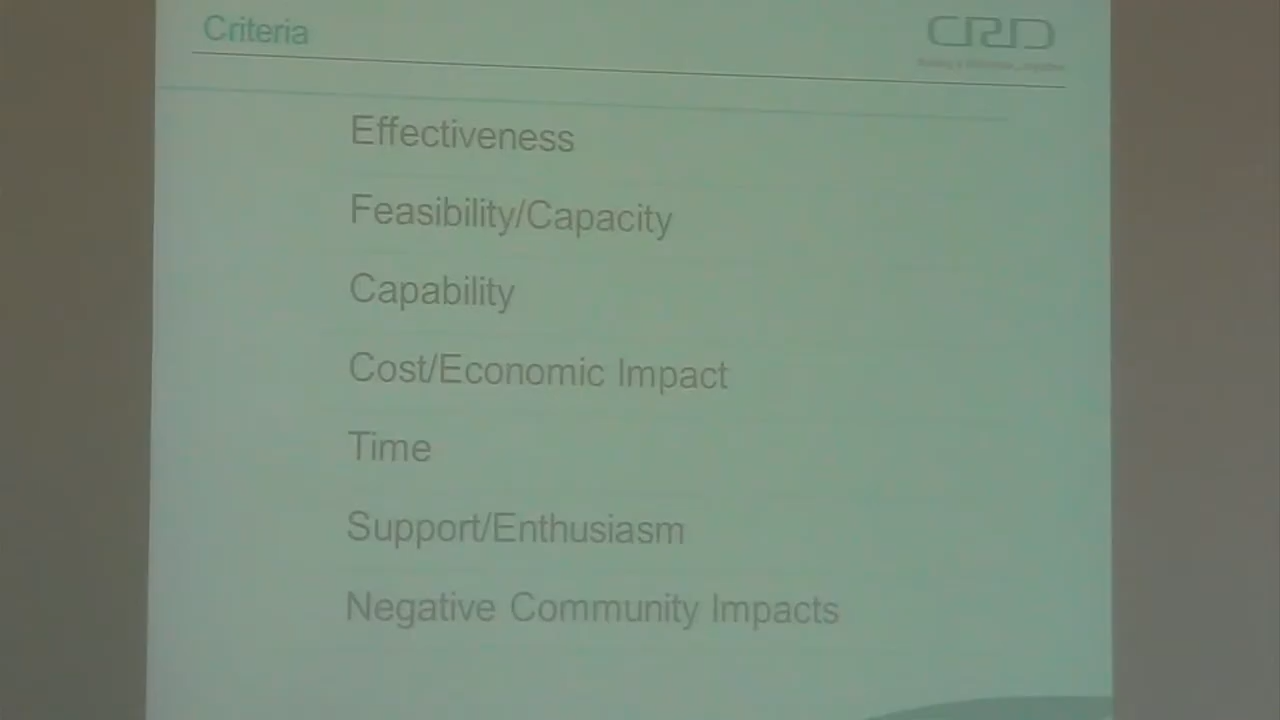 Criteria
CRD
Effectiveness
Feasibility/Capacity
Capability
Cost/Economic Impact
Time
Support/Enthusiasm
Negative Community Impacts